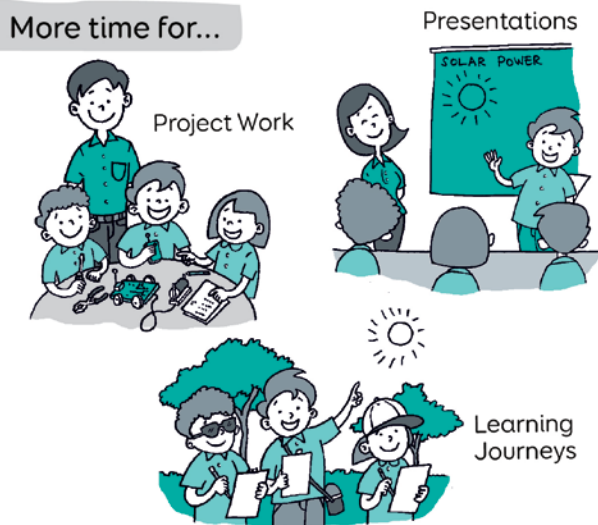 More time for...
Presentations
SOLAR POWER
Project Work
Learning
Journeys